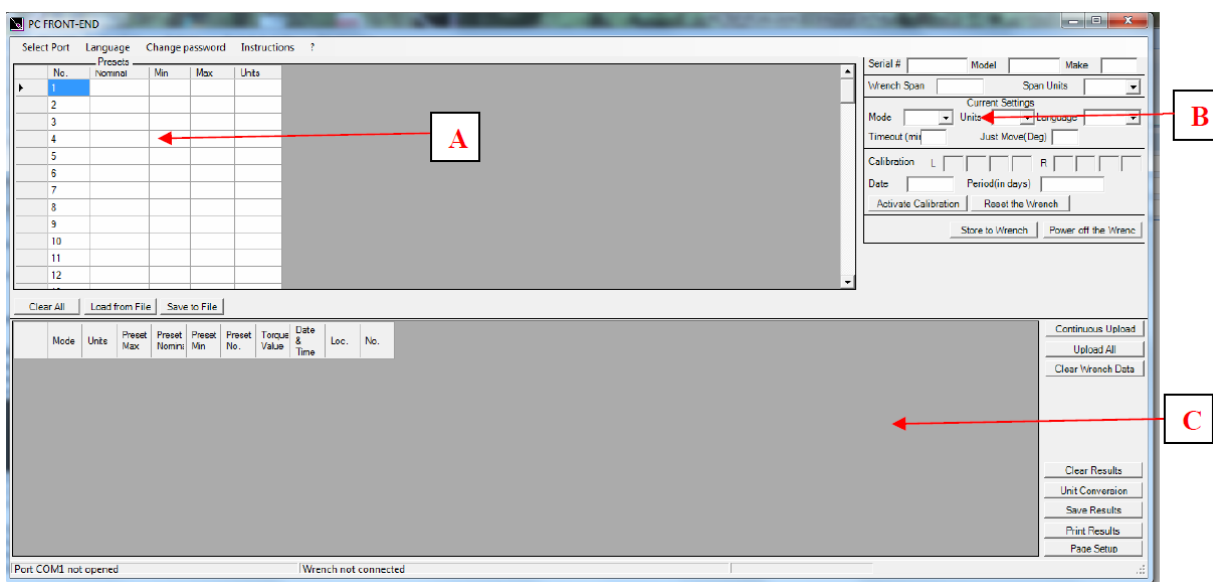 PC FRONT-END
Select Port Language Change password Instructions ?
Presets
No. Nominal Min Max Units
1
2
3
4
5
6
7
8
9
10
11
12
A
Serial # Model Make
Wrench Span Span Units
Current Settings
Mode Units Language
Timeout (mi Just Move(Deg)
B
Calibration L R
Date Period(in days)
Activate Calibration Reset the Wrench
Store to Wrench Power off the Wrenc
Clear All Load from File Save to File
Mode Units Preset Max Preset Nomina Preset Min Preset No. Torque Value Date & Time Loc. No.
Continuous Upload
Upload All
Clear Wrench Data
C
Clear Results
Unit Conversion
Save Results
Print Results
Page Setup
Port COM1 not opened Wrench not connected